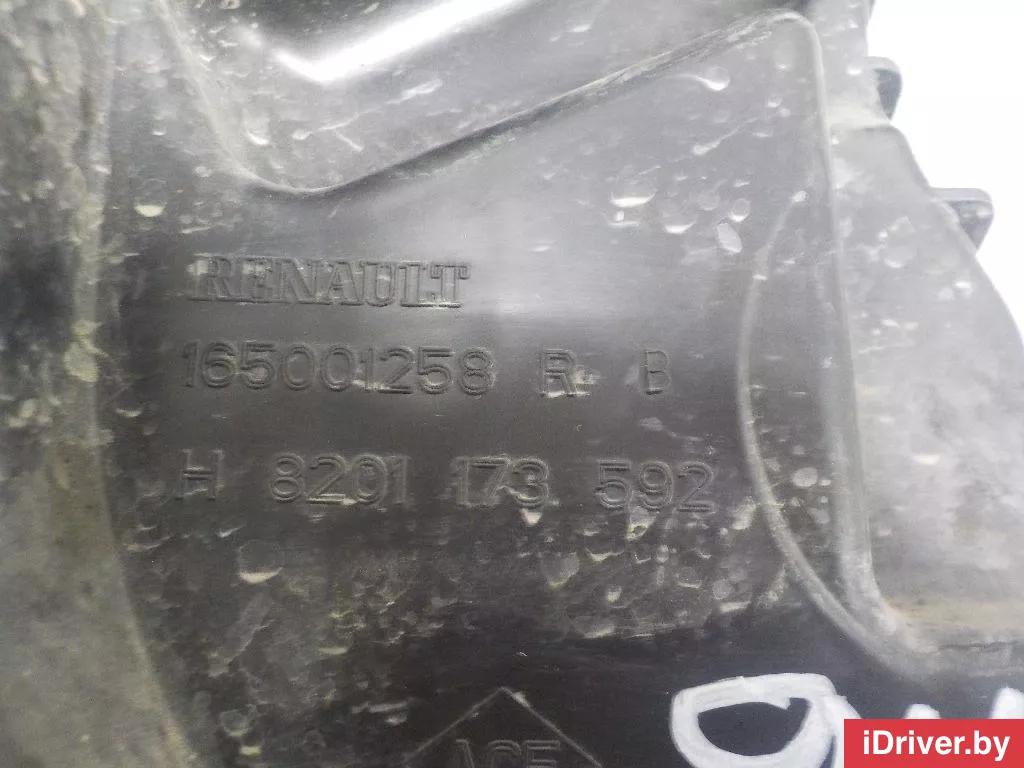 RENAULT
165001258 R B
H 8201 173 592
iDriver.by